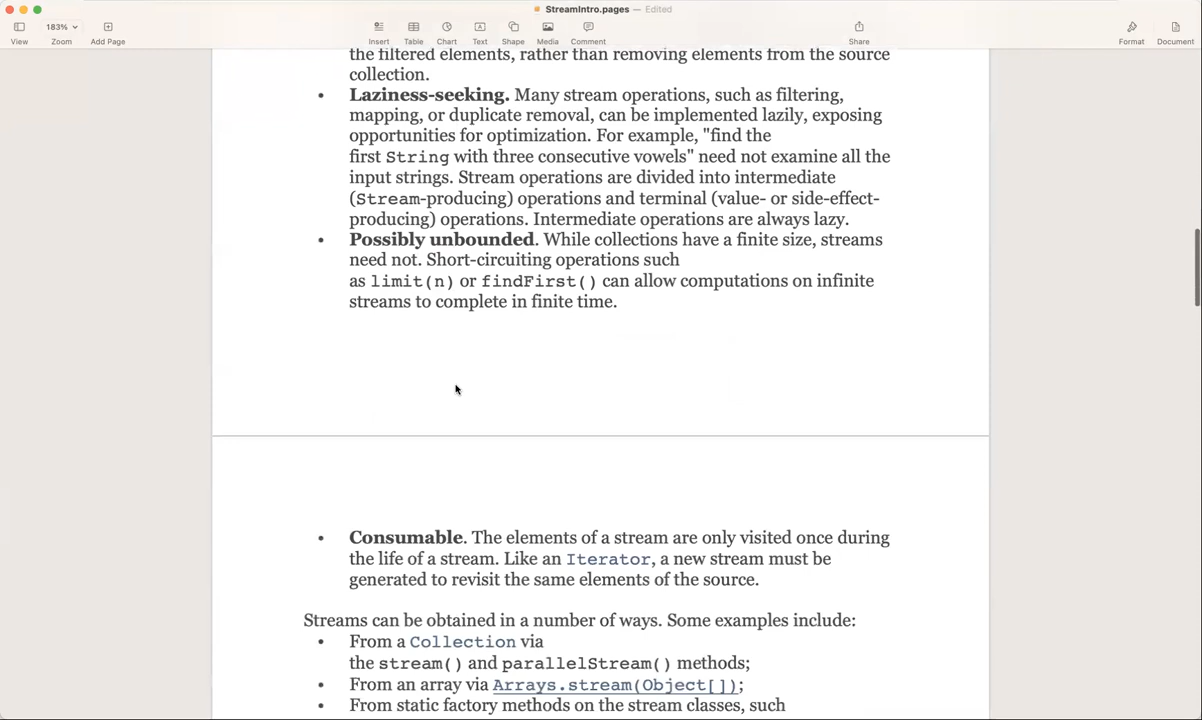 StreamIntro.pages — Edited
183%
View
Zoom
Add Page
Insert
Table
Chart
Text
Shape
Media
Comment
Share
Format
Document
the filtered elements, rather than removing elements from the source
collection.
• Laziness-seeking. Many stream operations, such as filtering,
mapping, or duplicate removal, can be implemented lazily, exposing
opportunities for optimization. For example, "find the
first String with three consecutive vowels" need not examine all the
input strings. Stream operations are divided into intermediate
(Stream-producing) operations and terminal (value- or side-effect-
producing) operations. Intermediate operations are always lazy.
• Possibly unbounded. While collections have a finite size, streams
need not. Short-circuiting operations such
as limit(n) or findFirst() can allow computations on infinite
streams to complete in finite time.
• Consumable. The elements of a stream are only visited once during
the life of a stream. Like an Iterator, a new stream must be
generated to revisit the same elements of the source.
Streams can be obtained in a number of ways. Some examples include:
• From a Collection via
the stream() and parallelStream() methods;
• From an array via Arrays.stream(Object[]);
• From static factory methods on the stream classes, such